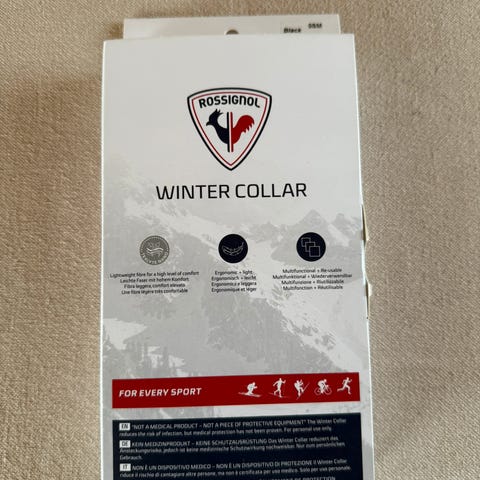 Black 0SM
ROSSIGNOL
WINTER COLLAR
Lightweight fibre for a high level of comfort
Leichte Faser mit hohem Komfort
Fibra leggera, comfort elevato
Une fibre légère très confortable
Ergonomic + light
Ergonomisch + leicht
Ergonomica e leggera
Ergonomique et léger
Multifunctional + Re-usable
Multifunktional + Wiederverwendbar
Multifunzione + Riutilizzabile
Multifonction + Réutilisable
FOR EVERY SPORT
EN "NOT A MEDICAL PRODUCT – NOT A PIECE OF PROTECTIVE EQUIPMENT" The Winter Collar
reduces the risk of infection, but medical protection has not been proven. For personal use only.
KEIN MEDIZINPRODUKT – KEINE SCHUTZAUSRÜSTUNG Das Winter Collar reduziert das
Ansteckungsrisiko, jedoch ist keine medizinische Schutzwirkung nachweisbar. Nur zum persönlichen
Gebrauch.
IT NON È UN DISPOSITIVO MEDICO – NON È UN DISPOSITIVO DI PROTEZIONE Il Winter Collar
riduce il rischio di contagiare altre persone, ma non è certificata per uso medico. Solo per uso personale.